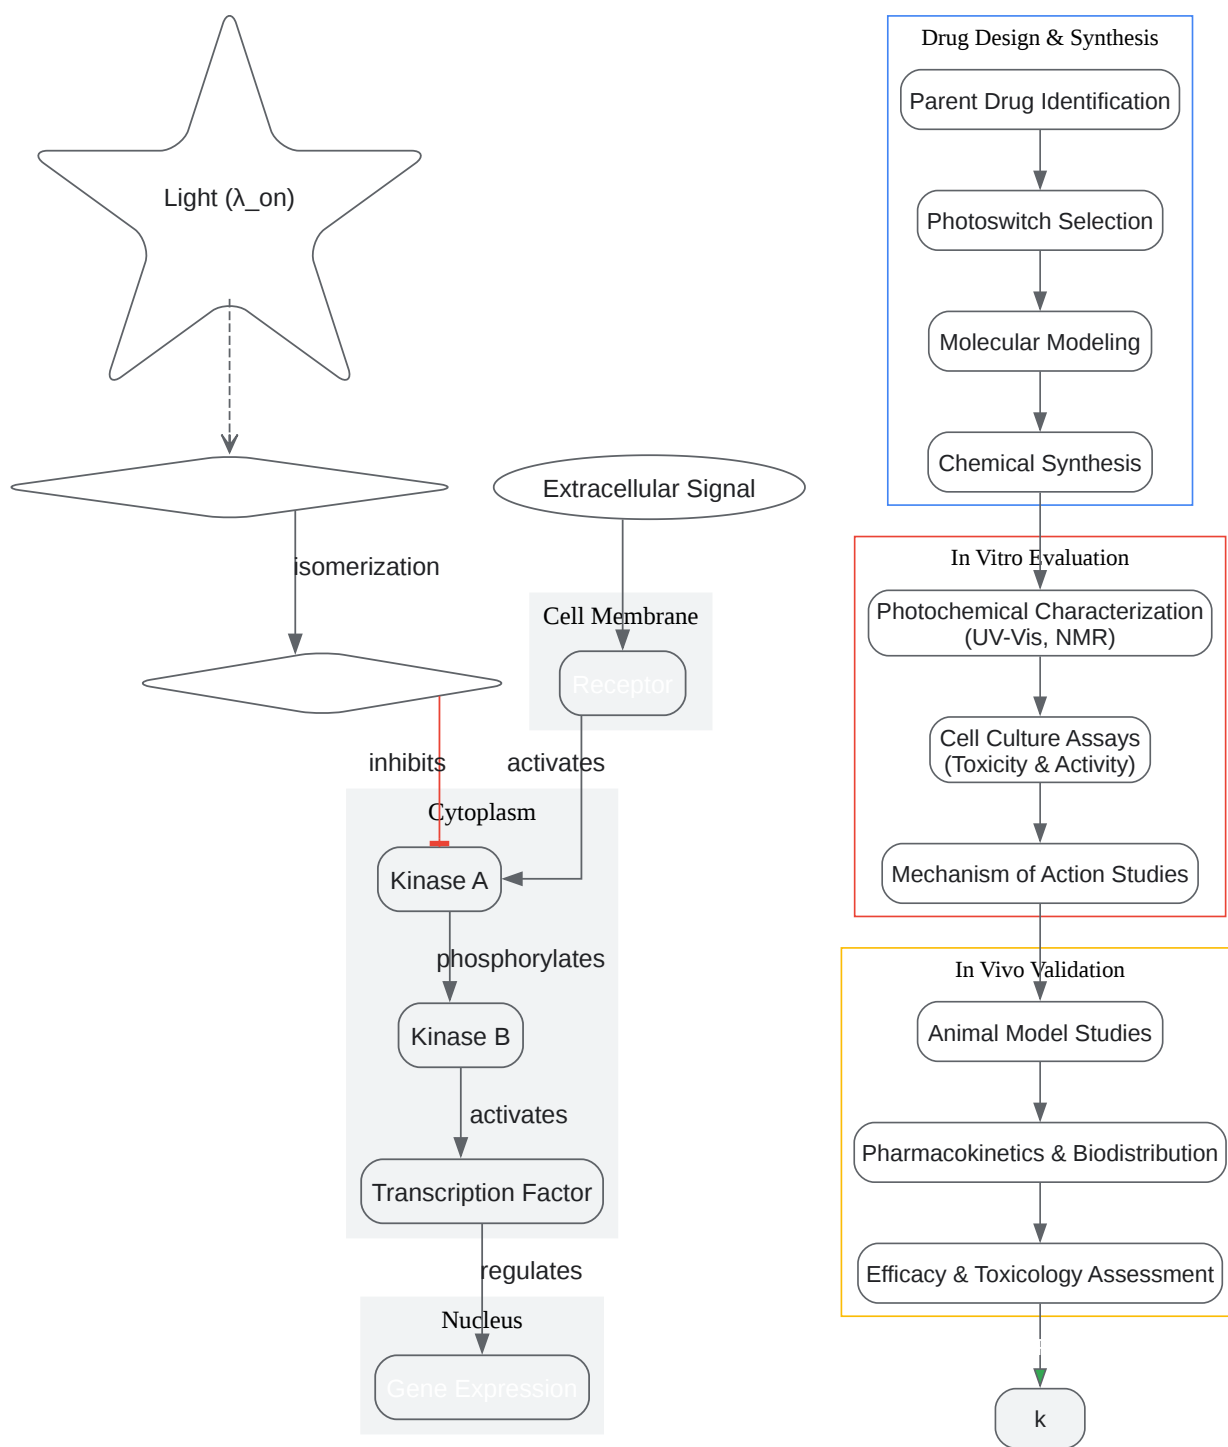 Light (λ_on)
isomerization
Extracellular Signal
Cell Membrane
Receptor
inhibits
activates
Cytoplasm
Kinase A
phosphorylates
Kinase B
activates
Transcription Factor
regulates
Nucleus
Gene Expression
Drug Design & Synthesis
Parent Drug Identification
Photoswitch Selection
Molecular Modeling
Chemical Synthesis
In Vitro Evaluation
Photochemical Characterization
(UV-Vis, NMR)
Cell Culture Assays
(Toxicity & Activity)
Mechanism of Action Studies
In Vivo Validation
Animal Model Studies
Pharmacokinetics & Biodistribution
Efficacy & Toxicology Assessment
k